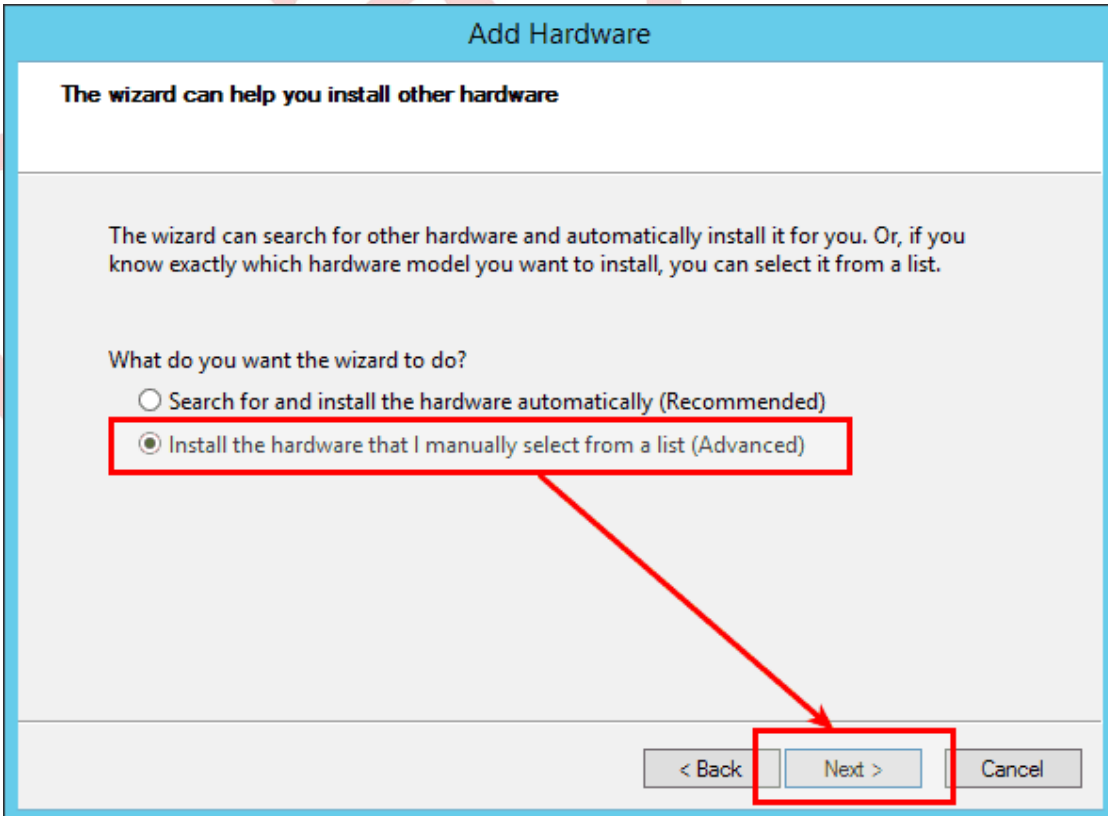 Add Hardware
The wizard can help you install other hardware
The wizard can search for other hardware and automatically install it for you. Or, if you
know exactly which hardware model you want to install, you can select it from a list.
What do you want the wizard to do?
Search for and install the hardware automatically (Recommended)
Install the hardware that I manually select from a list (Advanced)
< Back
Next >
Cancel